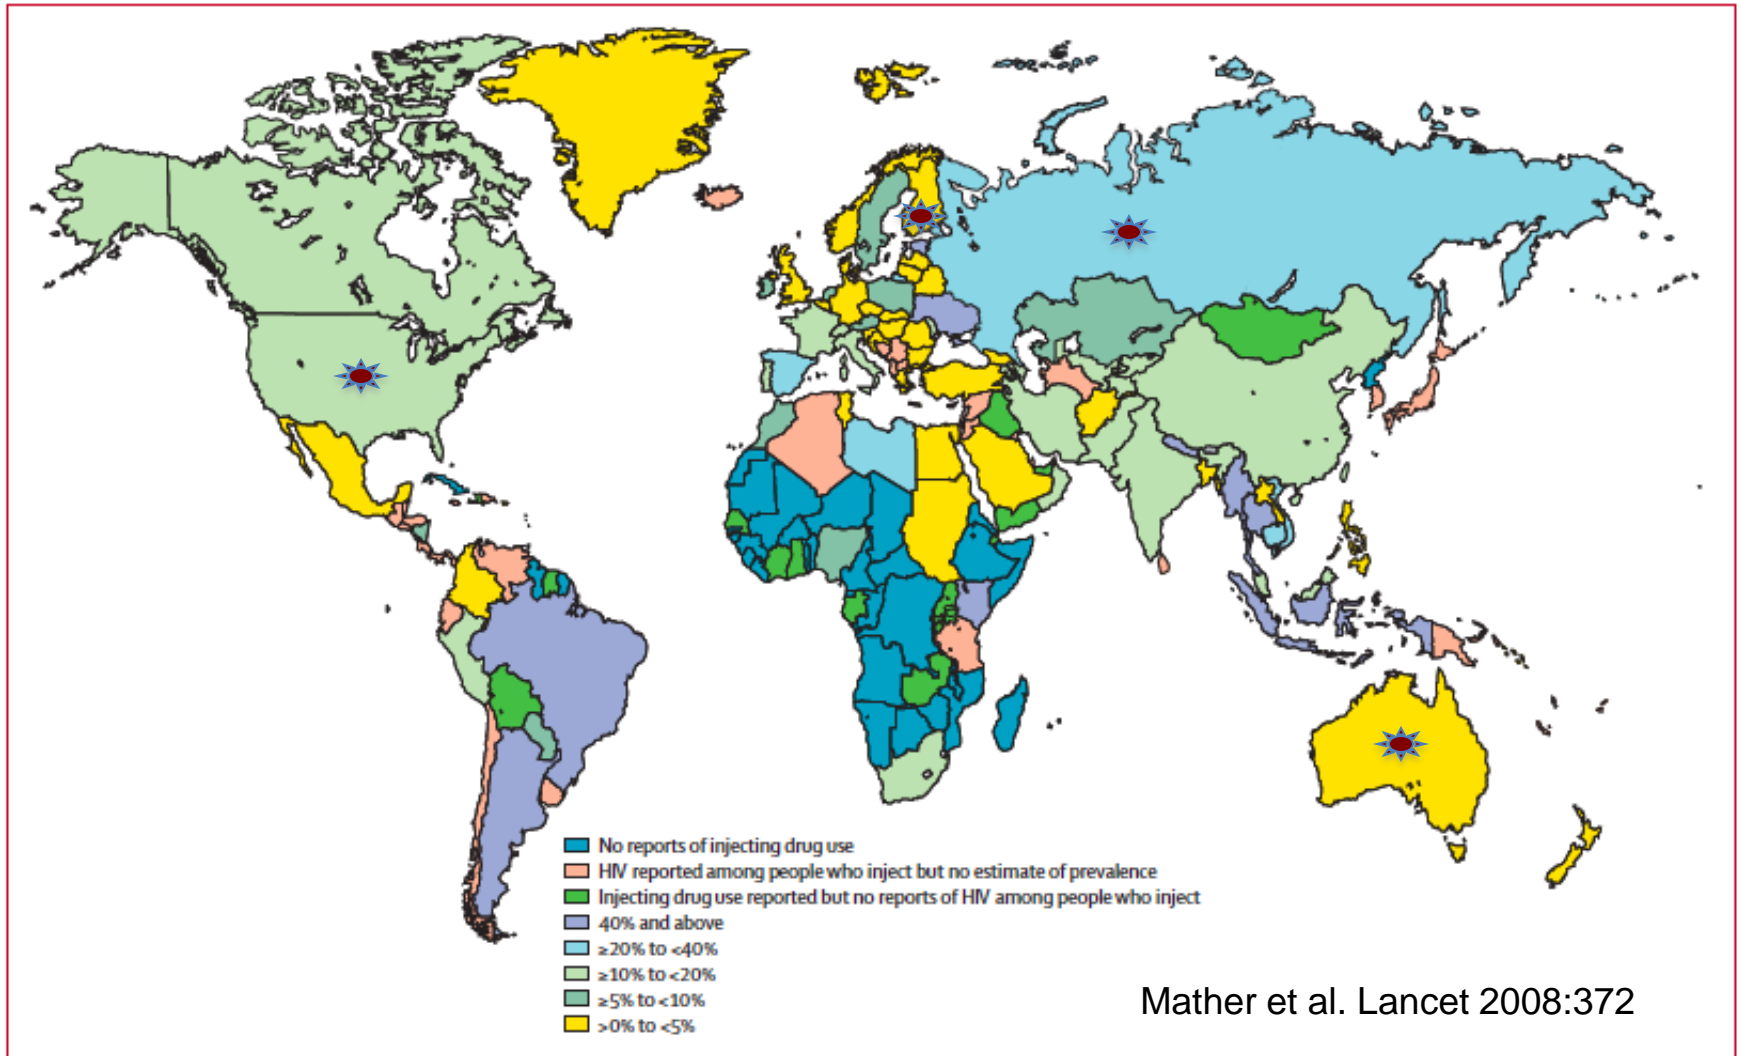 No reports of injecting drug use
HIV reported among people who inject but no estimate of prevalence
Injecting drug use reported but no reports of HIV among people who inject
40% and above
≥20% to <40%
≥10% to <20%
≥5% to <10%
>0% to <5%
Mather et al. Lancet 2008:372